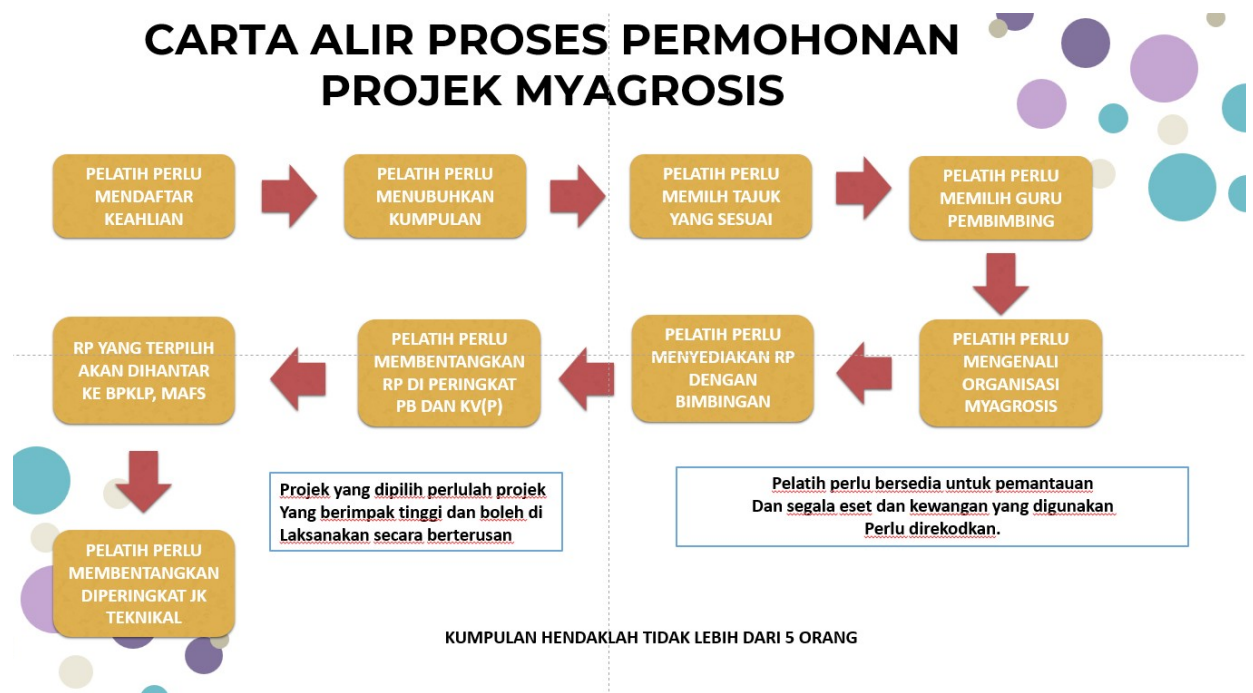 CARTA ALIR PROSES PERMOHONAN
PROJEK MYAGROSIS
PELATIH PERLU
MENDAFTAR
KEAHLIAN
PELATIH PERLU
MENUBUHKAN
KUMPULAN
PELATIH PERLU
MEMILH TAJUK
YANG SESUAI
PELATIH PERLU
MEMILIH GURU
PEMBIMBING
PELATIH PERLU
MENGENALI
ORGANISASI
MYAGROSIS
PELATIH PERLU
MENYEDIAKAN RP
DENGAN
BIMBINGAN
PELATIH PERLU
MEMBENTANGKAN
RP DI PERINGKAT
PB DAN KV(P)
RP YANG TERPILIH
AKAN DIHANTAR
KE BPKLP, MAFS
PELATIH PERLU
MEMBENTANGKAN
DIPERINGKAT JK
TEKNIKAL
Projek yang dipilih perlulah projek
Yang berimpak tinggi dan boleh di
Laksanakan secara berterusan
Pelatih perlu bersedia untuk pemantauan
Dan segala eset dan kewangan yang digunakan
Perlu direkodkan.
KUMPULAN HENDAKLAH TIDAK LEBIH DARI 5 ORANG